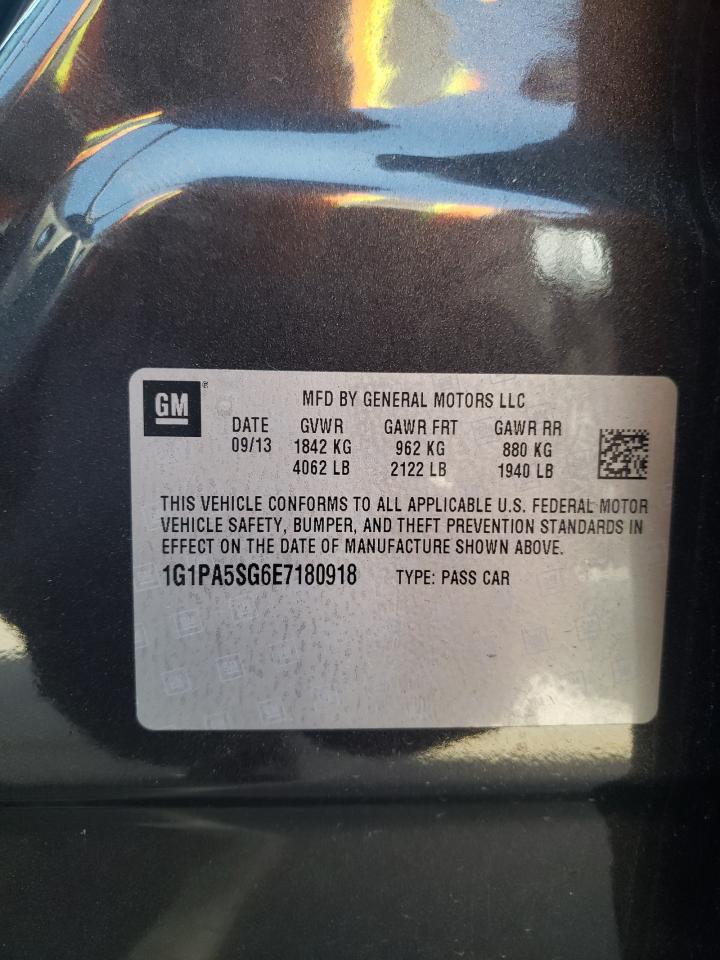 GM ®
MFD BY GENERAL MOTORS LLC
DATE GVWR GAWR FRT GAWR RR
09/13 1842 KG 962 KG 880 KG
4062 LB 2122 LB 1940 LB
THIS VEHICLE CONFORMS TO ALL APPLICABLE U.S. FEDERAL MOTOR
VEHICLE SAFETY, BUMPER, AND THEFT PREVENTION STANDARDS IN
EFFECT ON THE DATE OF MANUFACTURE SHOWN ABOVE.
1G1PA5SG6E7180918 TYPE: PASS CAR